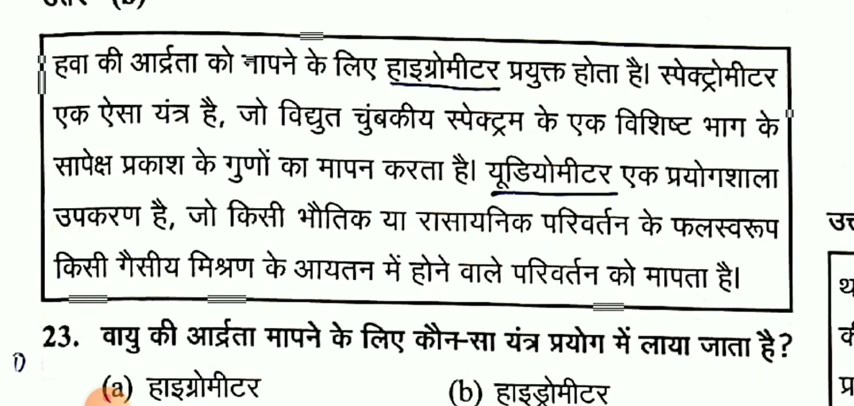 उत्तर (b)
हवा की आर्द्रता को नापने के लिए हाइग्रोमीटर प्रयुक्त होता है। स्पेक्ट्रोमीटर
एक ऐसा यंत्र है, जो विद्युत चुंबकीय स्पेक्ट्रम के एक विशिष्ट भाग के
सापेक्ष प्रकाश के गुणों का मापन करता है। यूडियोमीटर एक प्रयोगशाला
उपकरण है, जो किसी भौतिक या रासायनिक परिवर्तन के फलस्वरूप
किसी गैसीय मिश्रण के आयतन में होने वाले परिवर्तन को मापता है।
23. वायु की आर्द्रता मापने के लिए कौन-सा यंत्र प्रयोग में लाया जाता है?
(a) हाइग्रोमीटर (b) हाइड्रोमीटर